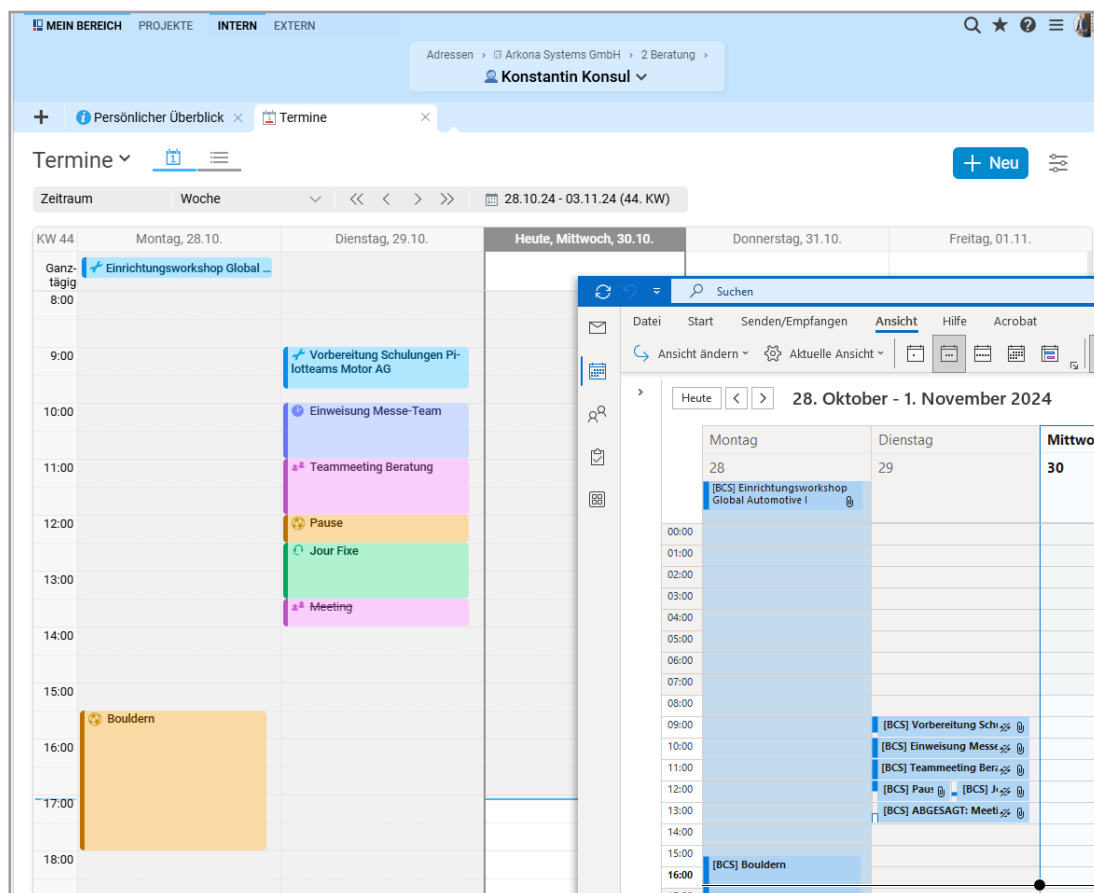 MEIN BEREICH PROJEKTE INTERN EXTERN
Adressen › Arkona Systems GmbH › 2 Beratung ›
Konstantin Konsul
Persönlicher Überblick
Termine
Termine
Neu
Zeitraum Woche 28.10.24 - 03.11.24 (44. KW)
KW 44 Montag, 28.10. Dienstag, 29.10. Heute, Mittwoch, 30.10. Donnerstag, 31.10. Freitag, 01.11.
Ganz-
tägig
Einrichtungsworkshop Global ...
8:00
9:00
Vorbereitung Schulungen Pi-
lotteams Motor AG
10:00
Einweisung Messe-Team
11:00
Teammeeting Beratung
12:00
Pause
Jour Fixe
13:00
Meeting
14:00
15:00
Bouldern
16:00
17:00
18:00
Suchen
Datei Start Senden/Empfangen Ansicht Hilfe Acrobat
Ansicht ändern Aktuelle Ansicht
Heute 28. Oktober - 1. November 2024
Montag Dienstag Mittwo
28 29 30
[BCS] Einrichtungsworkshop
Global Automotive I
00:00
01:00
02:00
03:00
04:00
05:00
06:00
07:00
08:00
09:00 [BCS] Vorbereitung Schu
10:00 [BCS] Einweisung Messe
11:00 [BCS] Teammeeting Bera
12:00 [BCS] Paus [BCS] J
13:00 [BCS] ABGESAGT: Meeti
14:00
15:00
[BCS] Bouldern
16:00